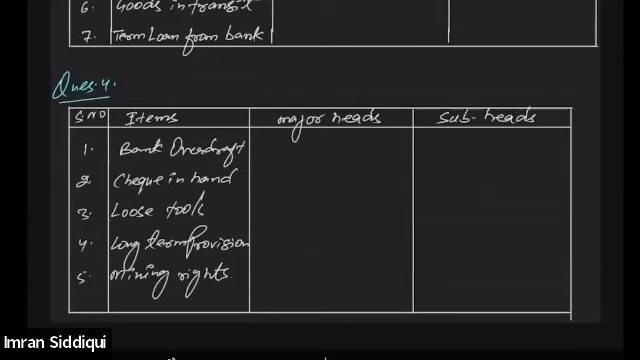 6. Goods in transit
7. Term Loan from bank
Ques. 4.
S NO Items major heads Sub-heads
1. Bank Overdraft
2. Cheque in hand
3. Loose tools
4. Long term Provision
5. Mining rights.
Imran Siddiqui